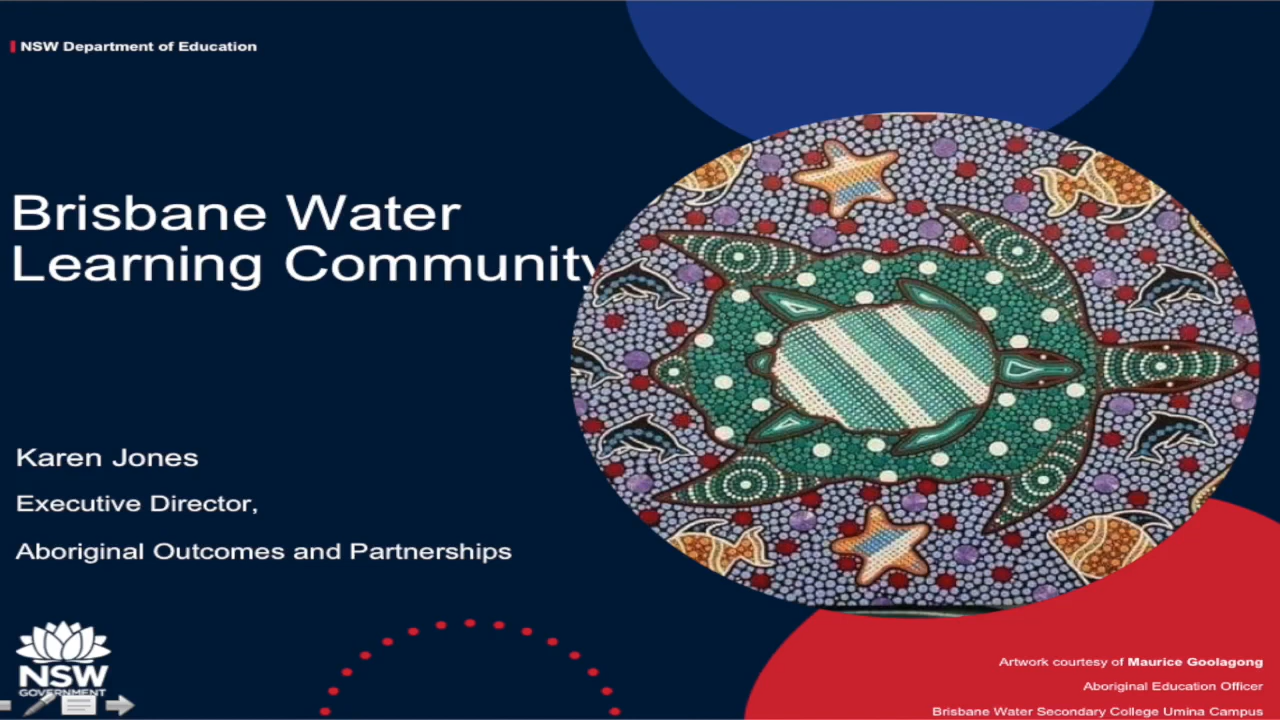 NSW Department of Education
Brisbane Water
Learning Community
Karen Jones
Executive Director,
Aboriginal Outcomes and Partnerships
NSW
GOVERNMENT
Artwork courtesy of Maurice Goolagong
Aboriginal Education Officer
Brisbane Water Secondary College Umina Campus